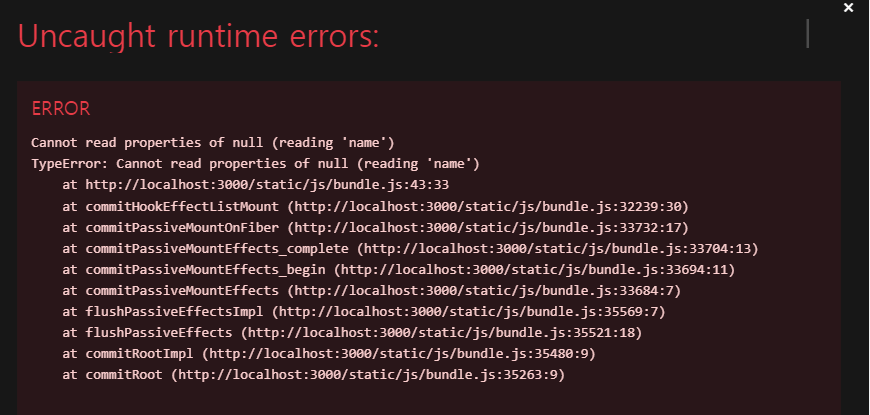 Uncaught runtime errors:
×
ERROR
Cannot read properties of null (reading 'name')
TypeError: Cannot read properties of null (reading 'name')
    at http://localhost:3000/static/js/bundle.js:43:33
    at commitHookEffectListMount (http://localhost:3000/static/js/bundle.js:32239:30)
    at commitPassiveMountOnFiber (http://localhost:3000/static/js/bundle.js:33732:17)
    at commitPassiveMountEffects_complete (http://localhost:3000/static/js/bundle.js:33704:13)
    at commitPassiveMountEffects_begin (http://localhost:3000/static/js/bundle.js:33694:11)
    at commitPassiveMountEffects (http://localhost:3000/static/js/bundle.js:33684:7)
    at flushPassiveEffectsImpl (http://localhost:3000/static/js/bundle.js:35569:7)
    at flushPassiveEffects (http://localhost:3000/static/js/bundle.js:35521:18)
    at commitRootImpl (http://localhost:3000/static/js/bundle.js:35480:9)
    at commitRoot (http://localhost:3000/static/js/bundle.js:35263:9)